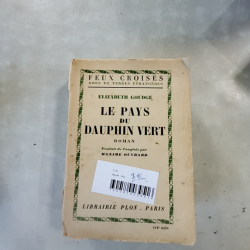 FEUX CROISÉS
AMES ET TERRES ÉTRANGÈRES
ELIZABETH GOUDGE
LE PAYS
DU
DAUPHIN VERT
ROMAN
Traduit de l'anglais par
MAXIME OUVRARD
LIBRAIRIE PLON - PARIS